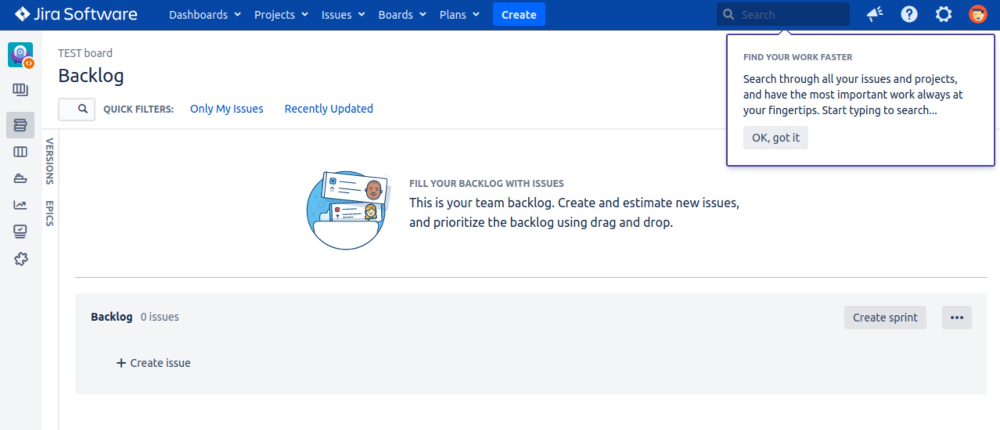 Jira Software
Dashboards Projects Issues Boards Plans Create Search
TEST board
Backlog
QUICK FILTERS: Only My Issues Recently Updated
FIND YOUR WORK FASTER
Search through all your issues and projects,
and have the most important work always at
your fingertips. Start typing to search...
OK, got it
VERSIONS
EPICS
FILL YOUR BACKLOG WITH ISSUES
This is your team backlog. Create and estimate new issues,
and prioritize the backlog using drag and drop.
Backlog 0 issues
Create sprint •••
+ Create issue